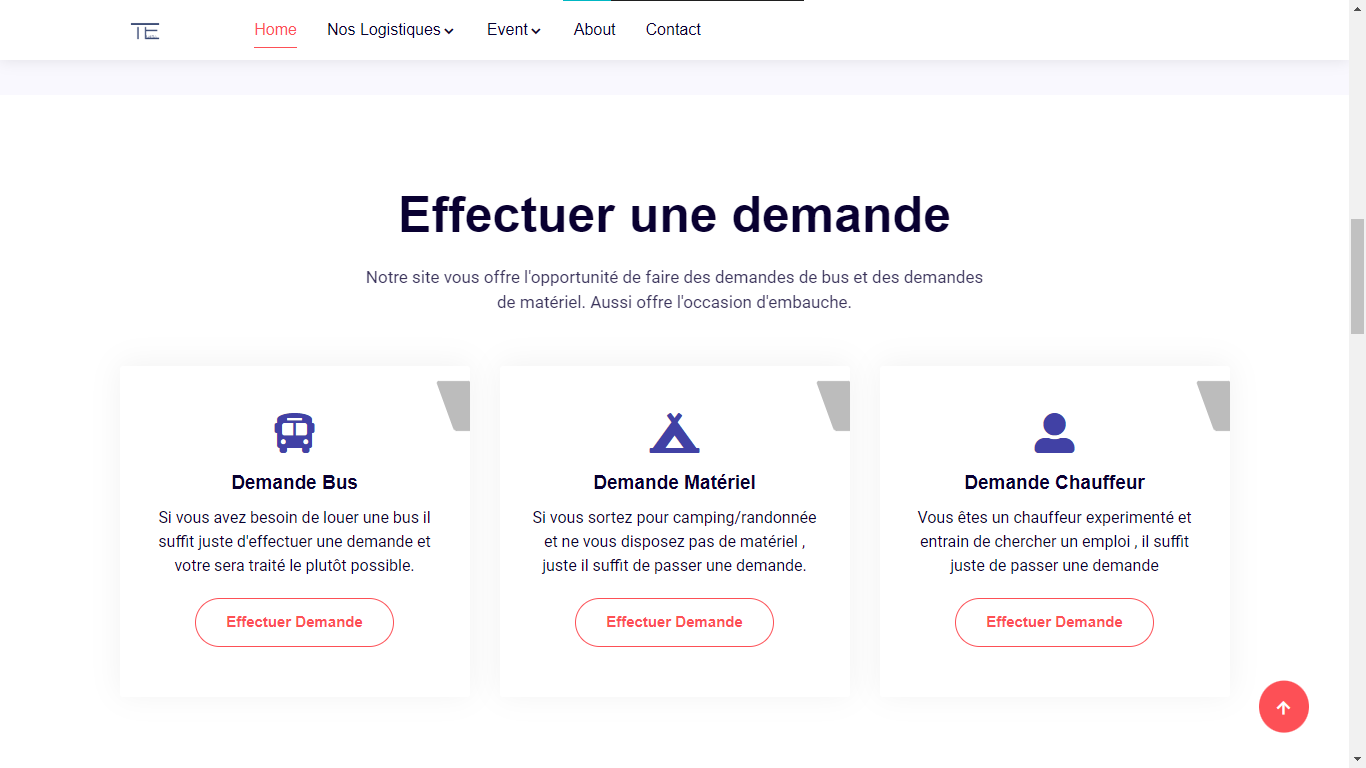 TE
Home Nos Logistiques Event About Contact
Effectuer une demande
Notre site vous offre l'opportunité de faire des demandes de bus et des demandes
de matériel. Aussi offre l'occasion d'embauche.
Demande Bus
Si vous avez besoin de louer une bus il
suffit juste d'effectuer une demande et
votre sera traité le plutôt possible.
Effectuer Demande
Demande Matériel
Si vous sortez pour camping/randonnée
et ne vous disposez pas de matériel ,
juste il suffit de passer une demande.
Effectuer Demande
Demande Chauffeur
Vous êtes un chauffeur experimenté et
entrain de chercher un emploi , il suffit
juste de passer une demande
Effectuer Demande